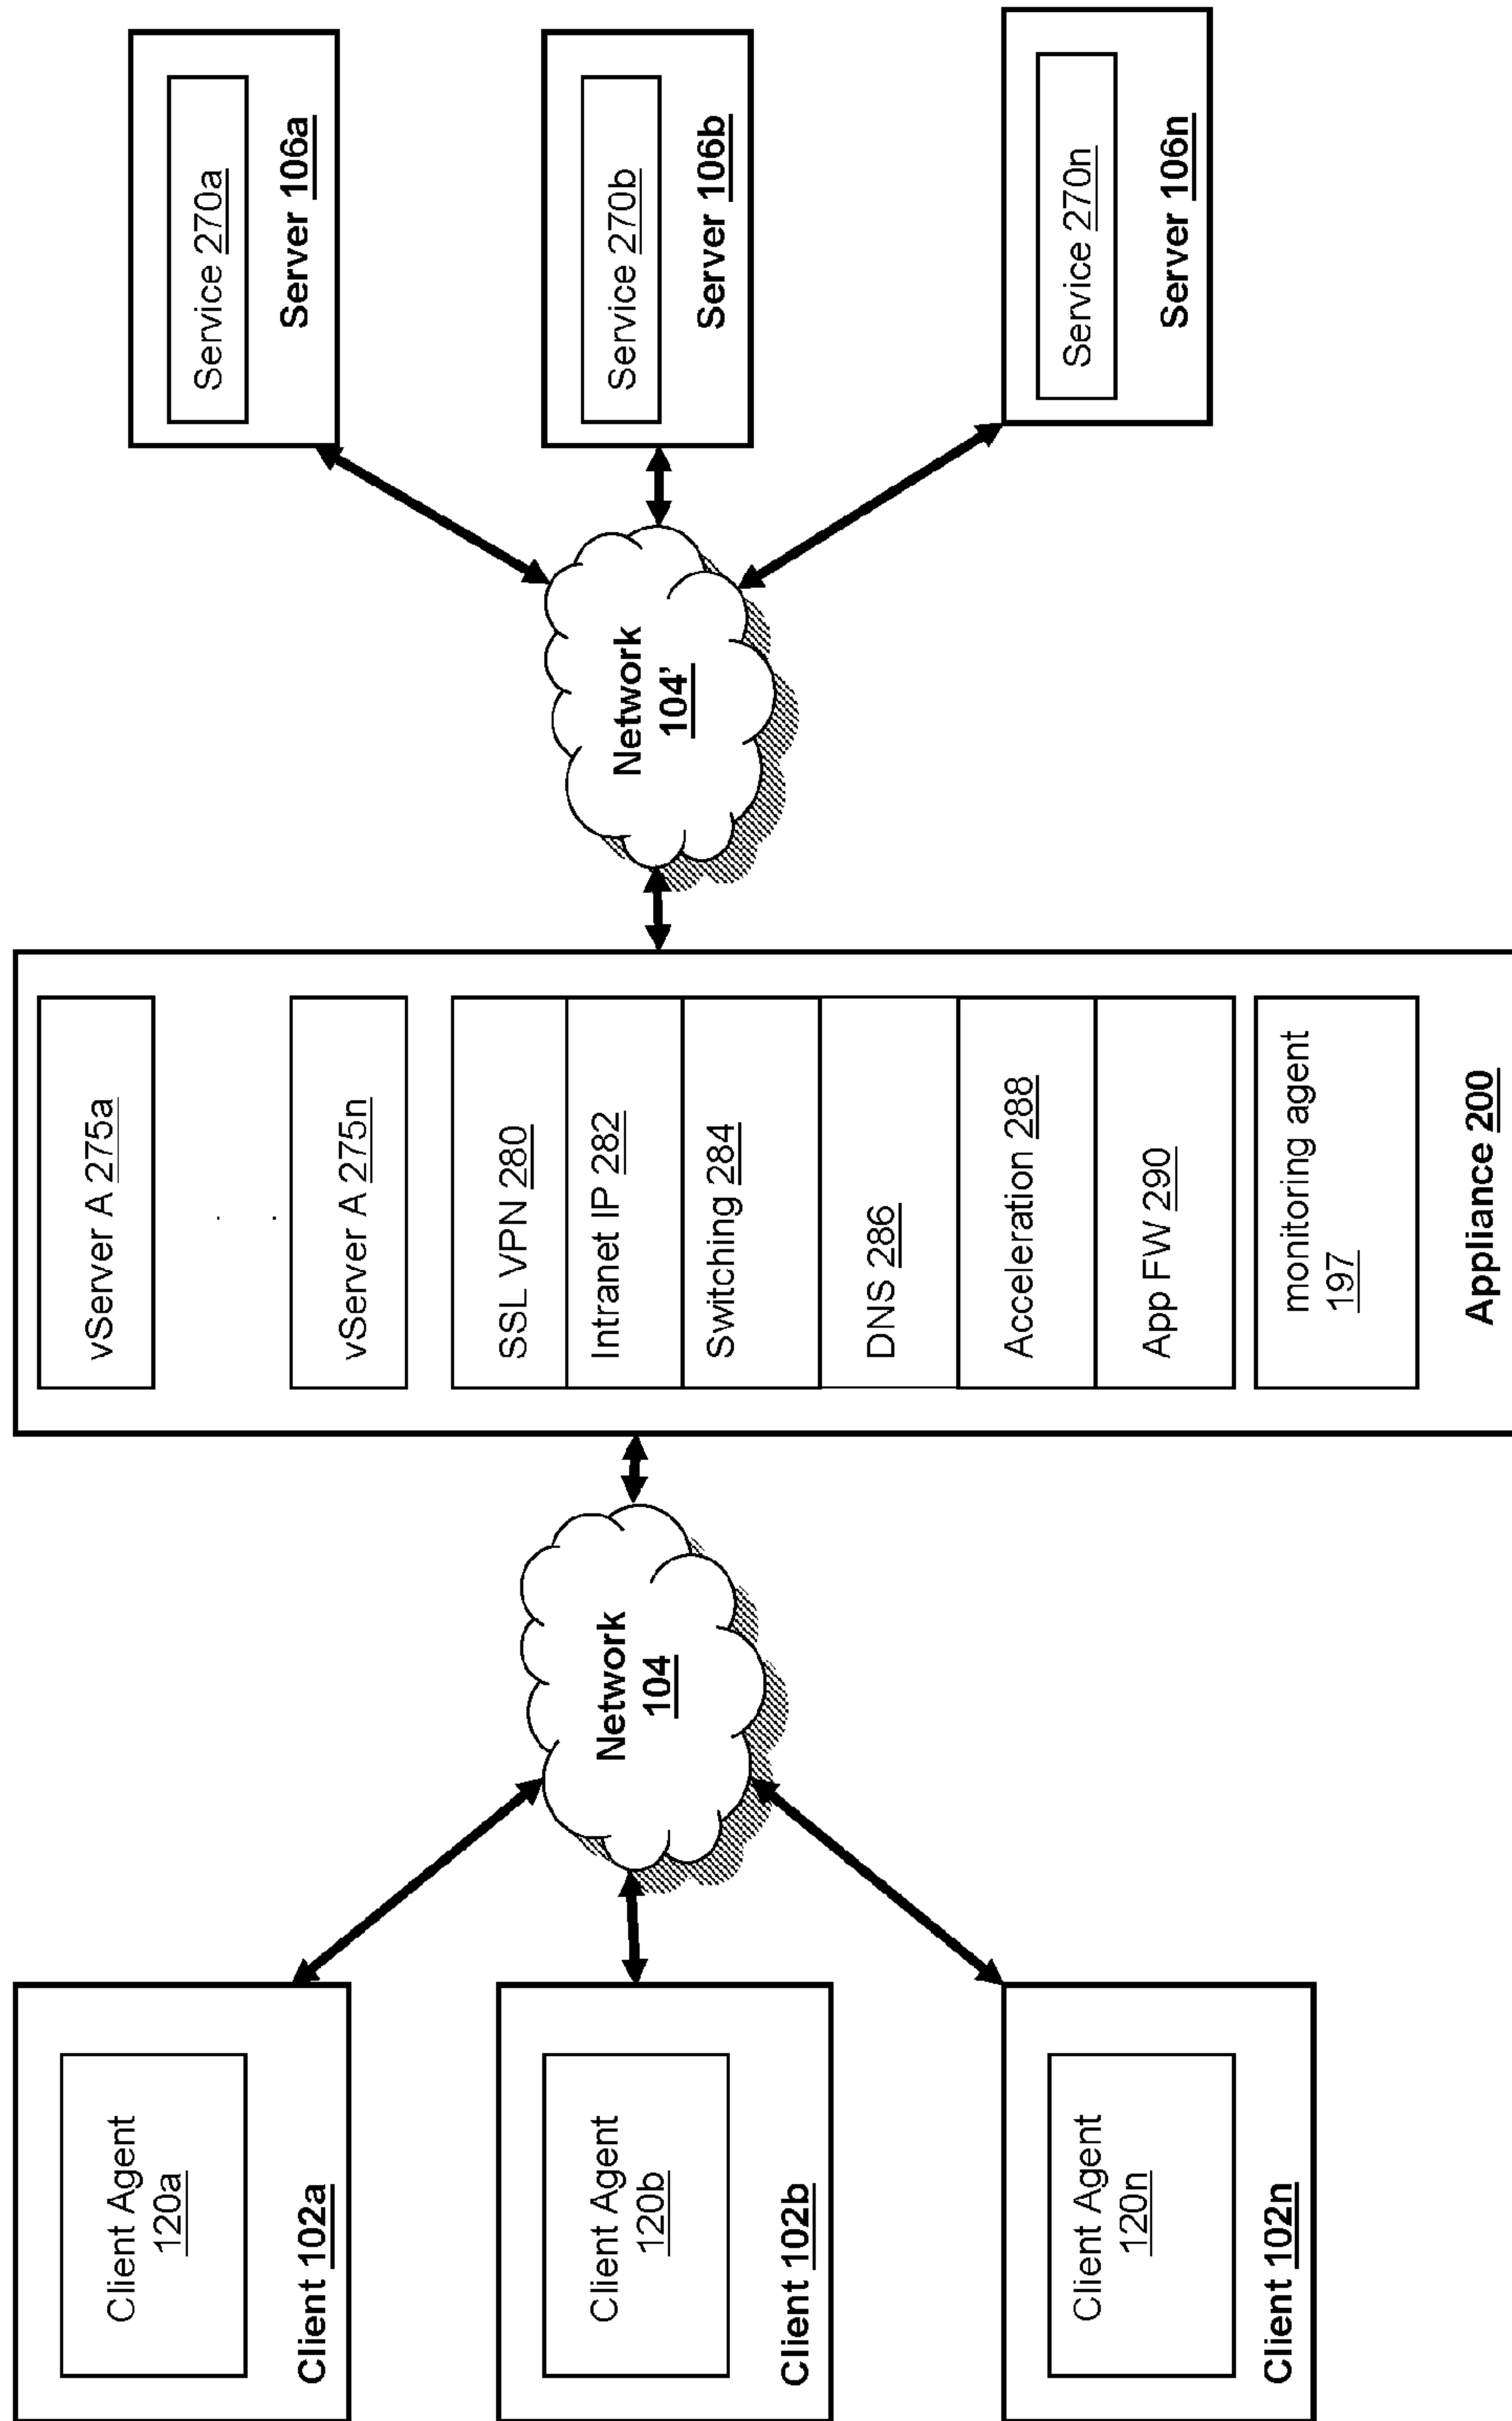 Client Agent
120a
Client 102a
Client Agent
120b
Client 102b
Client Agent
120n
Client 102n
Network
104
vServer A 275a
vServer A 275n
SSL VPN 280
Intranet IP 282
Switching 284
DNS 286
Acceleration 288
App FW 290
monitoring agent
197
Appliance 200
Network
104'
Service 270a
Server 106a
Service 270b
Server 106b
Service 270n
Server 106n